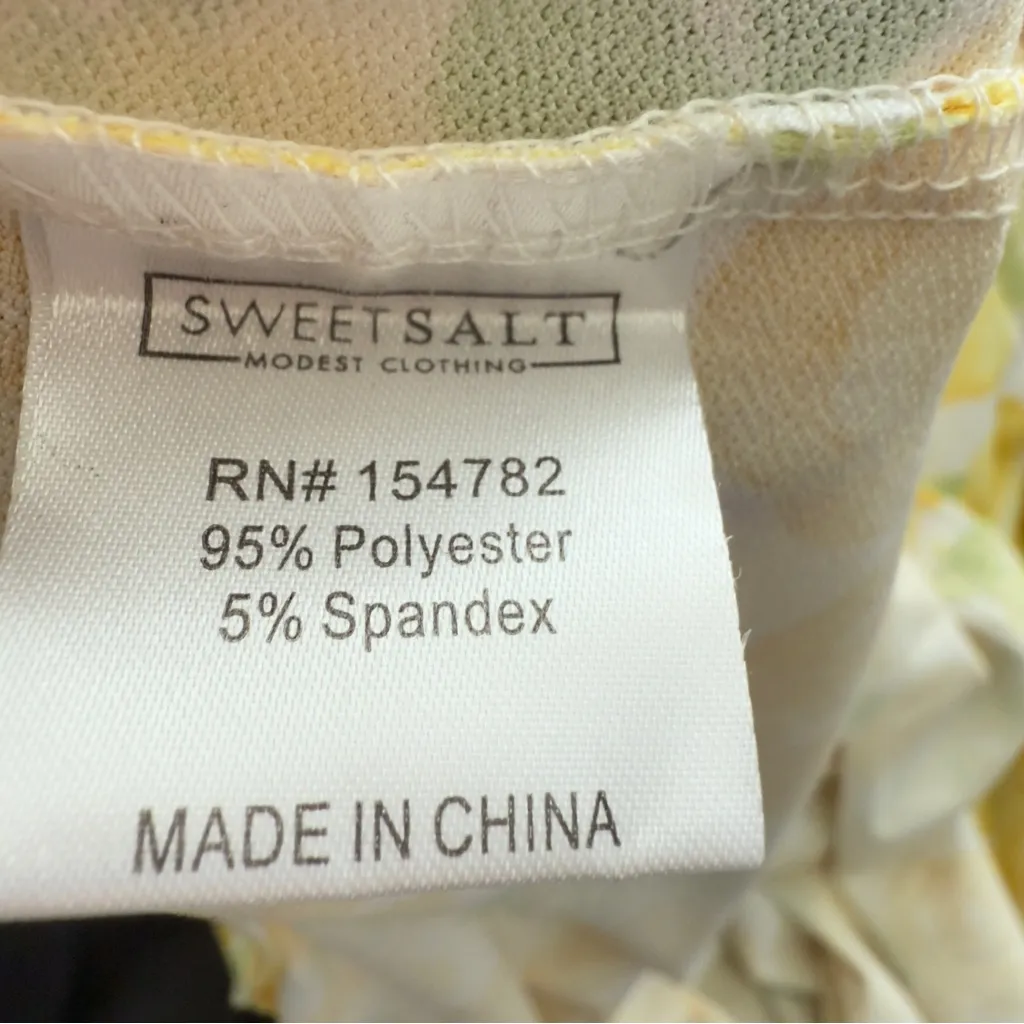 SWEETSALT
MODEST CLOTHING
RN# 154782
95% Polyester
5% Spandex
MADE IN CHINA